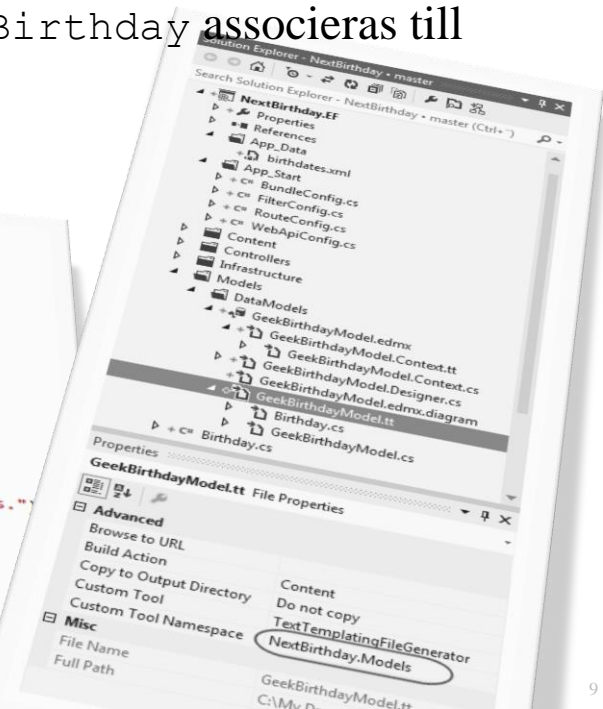 Birthday associeras till
Solution Explorer - NextBirthday • master
Search Solution Explorer - NextBirthday • master (Ctrl+¨)
NextBirthday.EF
Properties
References
App_Data
birthdates.xml
App_Start
C# BundleConfig.cs
C# FilterConfig.cs
C# RouteConfig.cs
C# WebApiConfig.cs
Content
Controllers
Infrastructure
Models
DataModels
GeekBirthdayModel.edmx
GeekBirthdayModel.Context.tt
GeekBirthdayModel.Context.cs
GeekBirthdayModel.Designer.cs
GeekBirthdayModel.edmx.diagram
GeekBirthdayModel.tt
Birthday.cs
GeekBirthdayModel.cs
C# Birthday.cs
s.")
Properties
GeekBirthdayModel.tt File Properties
Advanced
Browse to URL
Build Action Content
Copy to Output Directory Do not copy
Custom Tool TextTemplatingFileGenerator
Custom Tool Namespace NextBirthday.Models
Misc
File Name GeekBirthdayModel.tt
Full Path
9